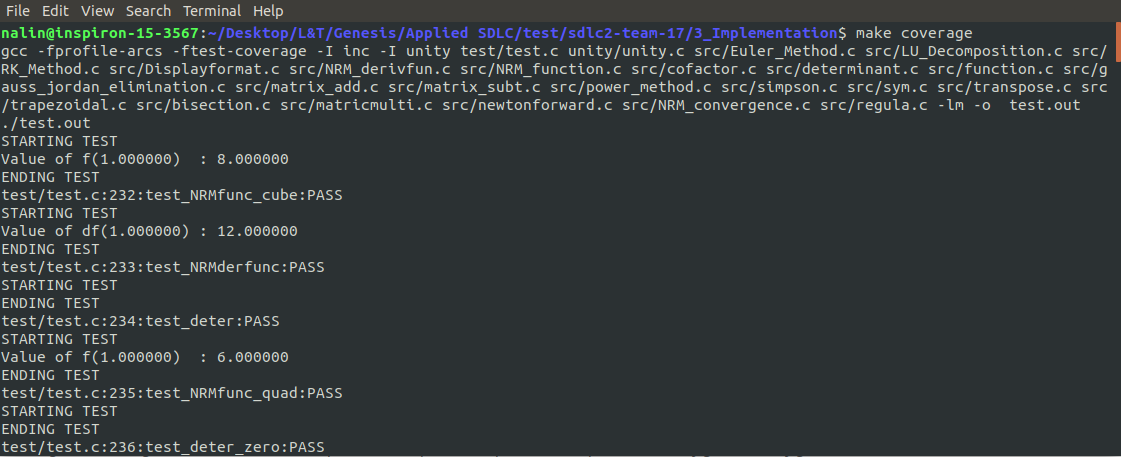 File Edit View Search Terminal Help
nalin@inspiron-15-3567:~/Desktop/L&T/Genesis/Applied SDLC/test/sdlc2-team-17/3_Implementation$ make coverage
gcc -fprofile-arcs -ftest-coverage -I inc -I unity test/test.c unity/unity.c src/Euler_Method.c src/LU_Decomposition.c src/
RK_Method.c src/Displayformat.c src/NRM_derivfun.c src/NRM_function.c src/cofactor.c src/determinant.c src/function.c src/g
auss_jordan_elimination.c src/matrix_add.c src/matrix_subt.c src/power_method.c src/simpson.c src/sym.c src/transpose.c src
/trapezoidal.c src/bisection.c src/matricmulti.c src/newtonforward.c src/NRM_convergence.c src/regula.c -lm -o  test.out
./test.out
STARTING TEST
Value of f(1.000000)  : 8.000000
ENDING TEST
test/test.c:232:test_NRMfunc_cube:PASS
STARTING TEST
Value of df(1.000000) : 12.000000
ENDING TEST
test/test.c:233:test_NRMderfunc:PASS
STARTING TEST
ENDING TEST
test/test.c:234:test_deter:PASS
STARTING TEST
Value of f(1.000000)  : 6.000000
ENDING TEST
test/test.c:235:test_NRMfunc_quad:PASS
STARTING TEST
ENDING TEST
test/test.c:236:test_deter_zero:PASS